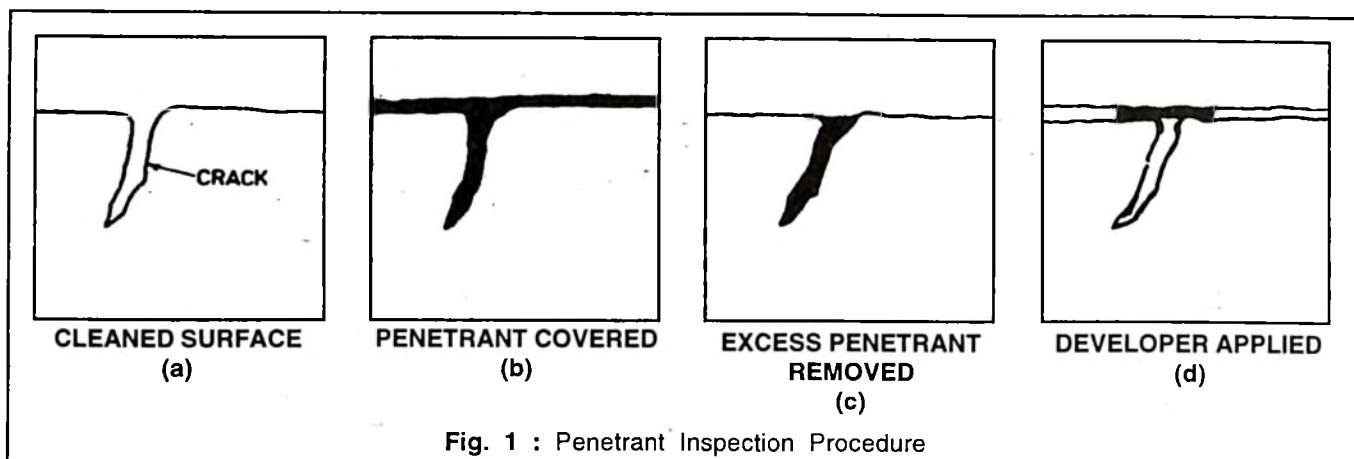 CRACK
CLEANED SURFACE
(a)
PENETRANT COVERED
(b)
EXCESS PENETRANT
REMOVED
(c)
DEVELOPER APPLIED
(d)
Fig. 1 : Penetrant Inspection Procedure